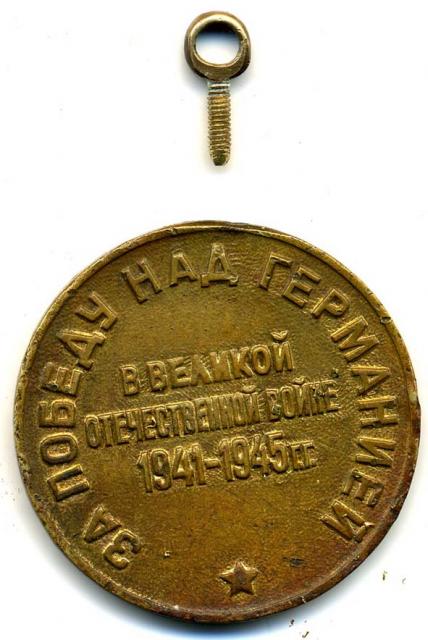 ЗА ПОБЕДУ НАД ГЕРМАНИЕЙ
В ВЕЛИКОЙ
ОТЕЧЕСТВЕННОЙ ВОЙНЕ
1941-1945 ГГ.